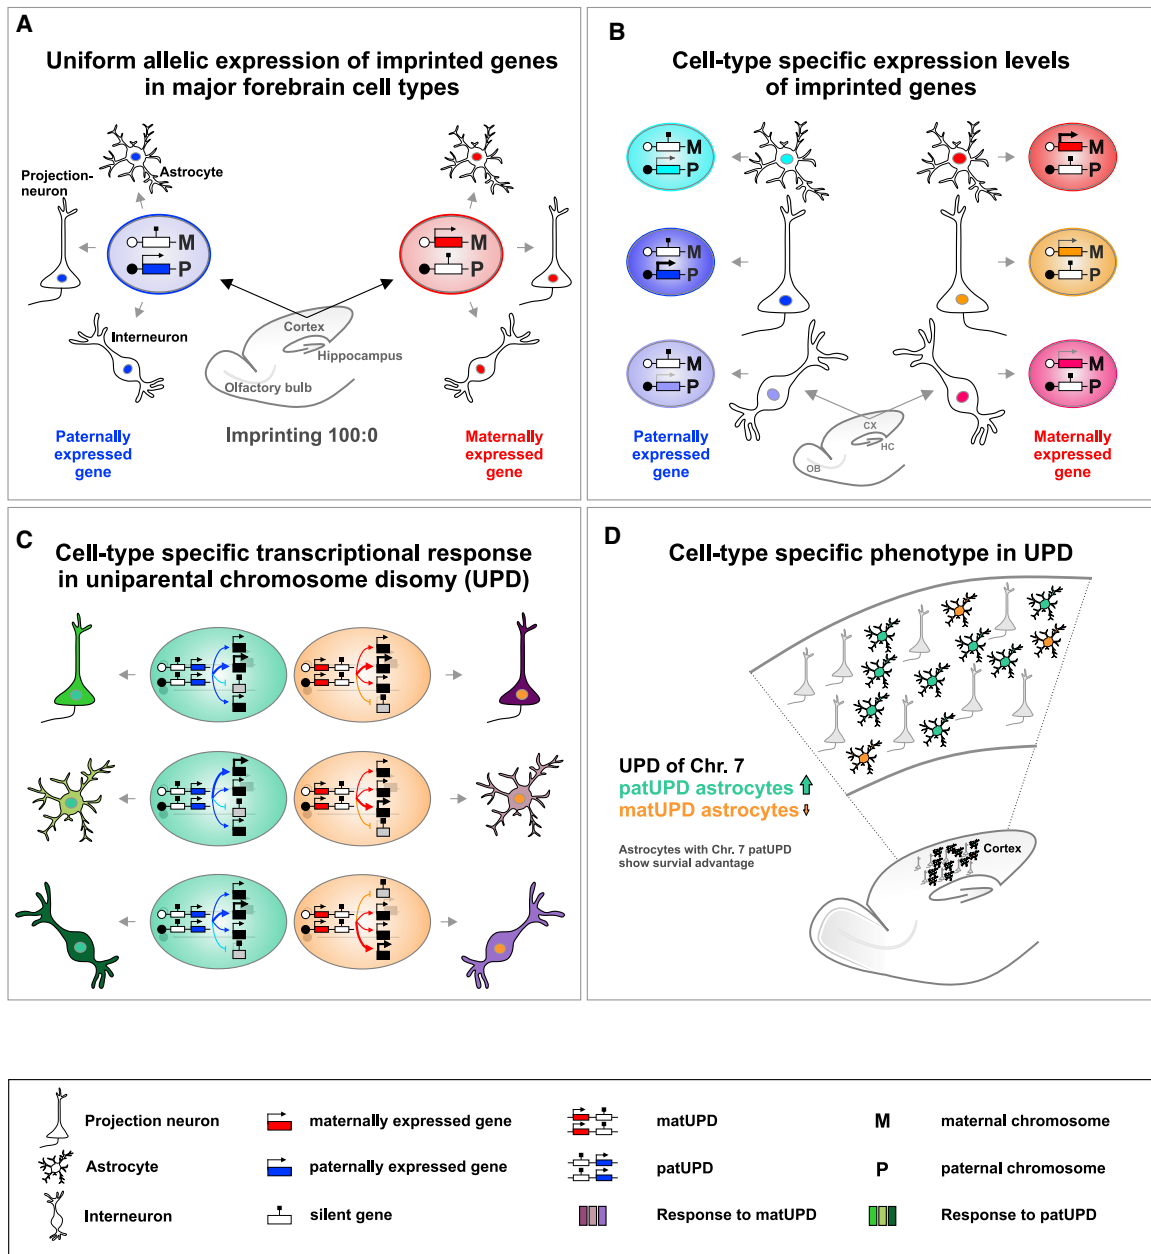 A
Uniform allelic expression of imprinted genes
in major forebrain cell types
Projection-
neuron
Astrocyte
M
P
M
P
Interneuron
Cortex
Hippocampus
Olfactory bulb
Paternally
expressed
gene
Imprinting 100:0
Maternally
expressed
gene
B
Cell-type specific expression levels
of imprinted genes
M
P
M
P
M
P
M
P
M
P
M
P
CX
HC
OB
Paternally
expressed
gene
Maternally
expressed
gene
C
Cell-type specific transcriptional response
in uniparental chromosome disomy (UPD)
D
Cell-type specific phenotype in UPD
UPD of Chr. 7
patUPD astrocytes
matUPD astrocytes
Astrocytes with Chr. 7 patUPD
show survial advantage
Cortex
Projection neuron
maternally expressed gene
matUPD
M
maternal chromosome
Astrocyte
paternally expressed gene
patUPD
P
paternal chromosome
Interneuron
silent gene
Response to matUPD
Response to patUPD